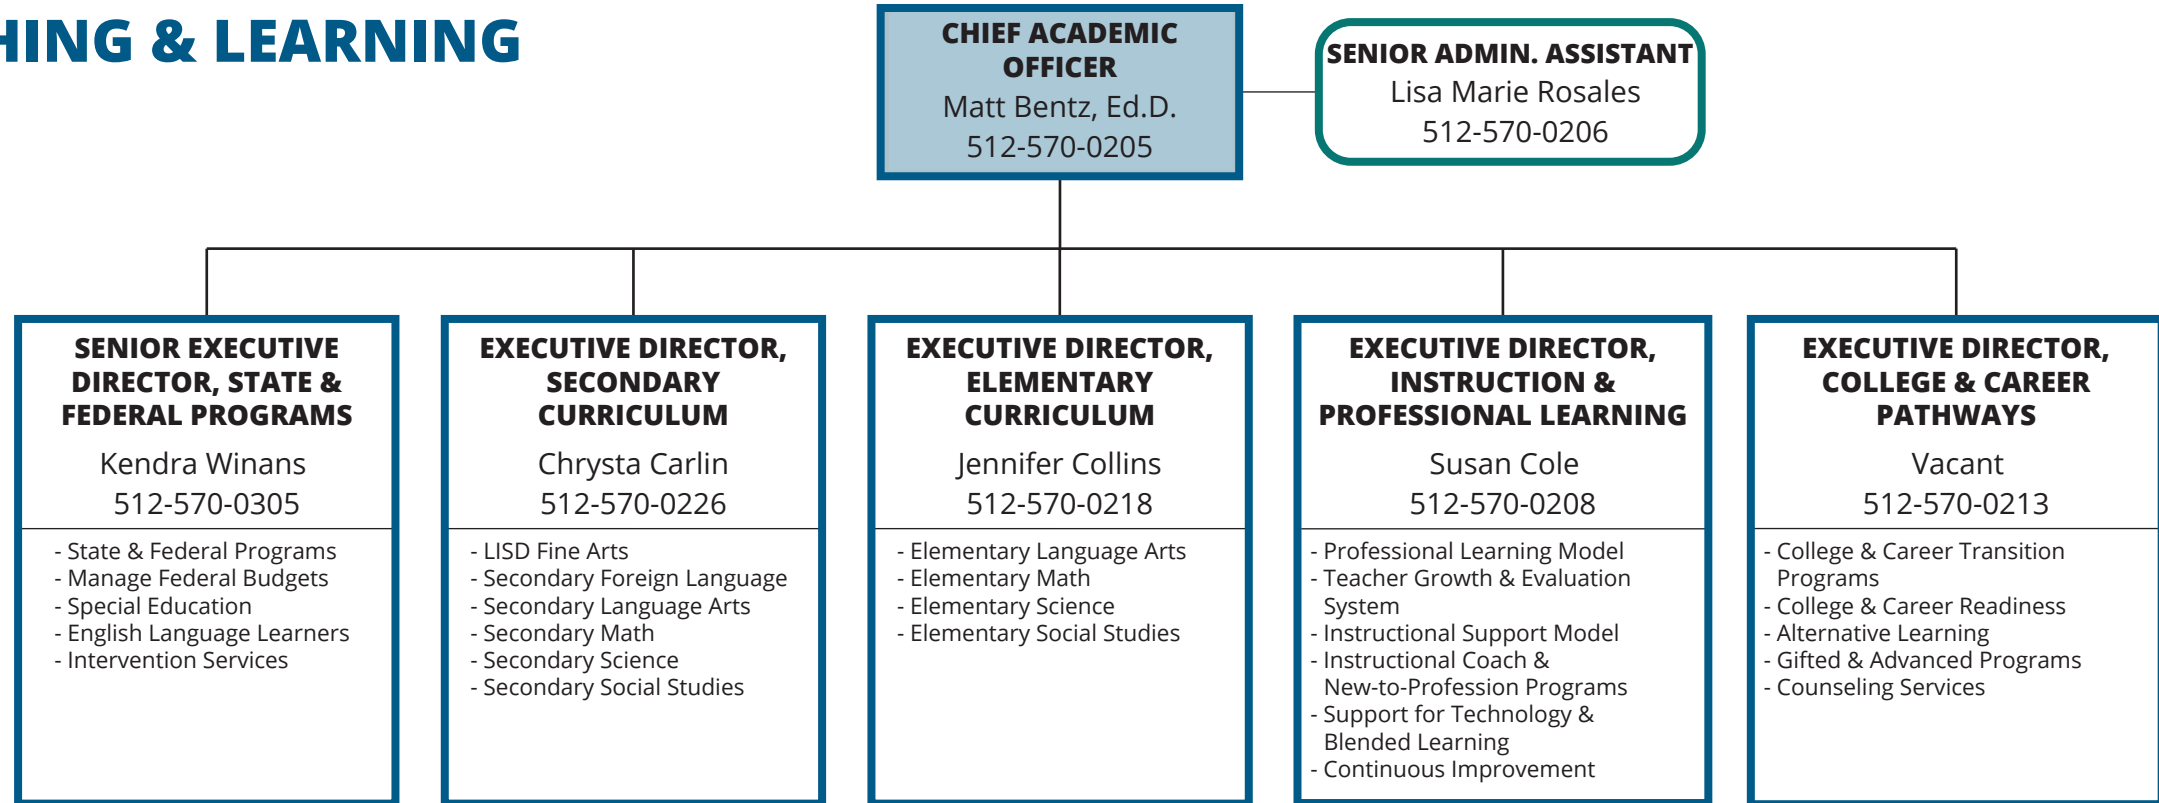 HING & LEARNING
CHIEF ACADEMIC
OFFICER
Matt Bentz, Ed.D.
512-570-0205
SENIOR ADMIN. ASSISTANT
Lisa Marie Rosales
512-570-0206
SENIOR EXECUTIVE
DIRECTOR, STATE &
FEDERAL PROGRAMS
Kendra Winans
512-570-0305
- State & Federal Programs
- Manage Federal Budgets
- Special Education
- English Language Learners
- Intervention Services
EXECUTIVE DIRECTOR,
SECONDARY
CURRICULUM
Chrysta Carlin
512-570-0226
- LISD Fine Arts
- Secondary Foreign Language
- Secondary Language Arts
- Secondary Math
- Secondary Science
- Secondary Social Studies
EXECUTIVE DIRECTOR,
ELEMENTARY
CURRICULUM
Jennifer Collins
512-570-0218
- Elementary Language Arts
- Elementary Math
- Elementary Science
- Elementary Social Studies
EXECUTIVE DIRECTOR,
INSTRUCTION &
PROFESSIONAL LEARNING
Susan Cole
512-570-0208
- Professional Learning Model
- Teacher Growth & Evaluation
System
- Instructional Support Model
- Instructional Coach &
New-to-Profession Programs
- Support for Technology &
Blended Learning
- Continuous Improvement
EXECUTIVE DIRECTOR,
COLLEGE & CAREER
PATHWAYS
Vacant
512-570-0213
- College & Career Transition
Programs
- College & Career Readiness
- Alternative Learning
- Gifted & Advanced Programs
- Counseling Services